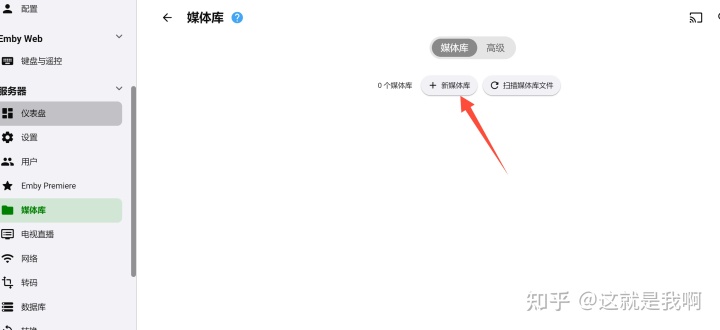 配置
媒体库
Emby Web
媒体库 高级
键盘与遥控
0 个媒体库 + 新媒体库 扫描媒体库文件
服务器
仪表盘
设置
用户
Emby Premiere
媒体库
电视直播
网络
转码
数据库
知乎 @这就是我啊